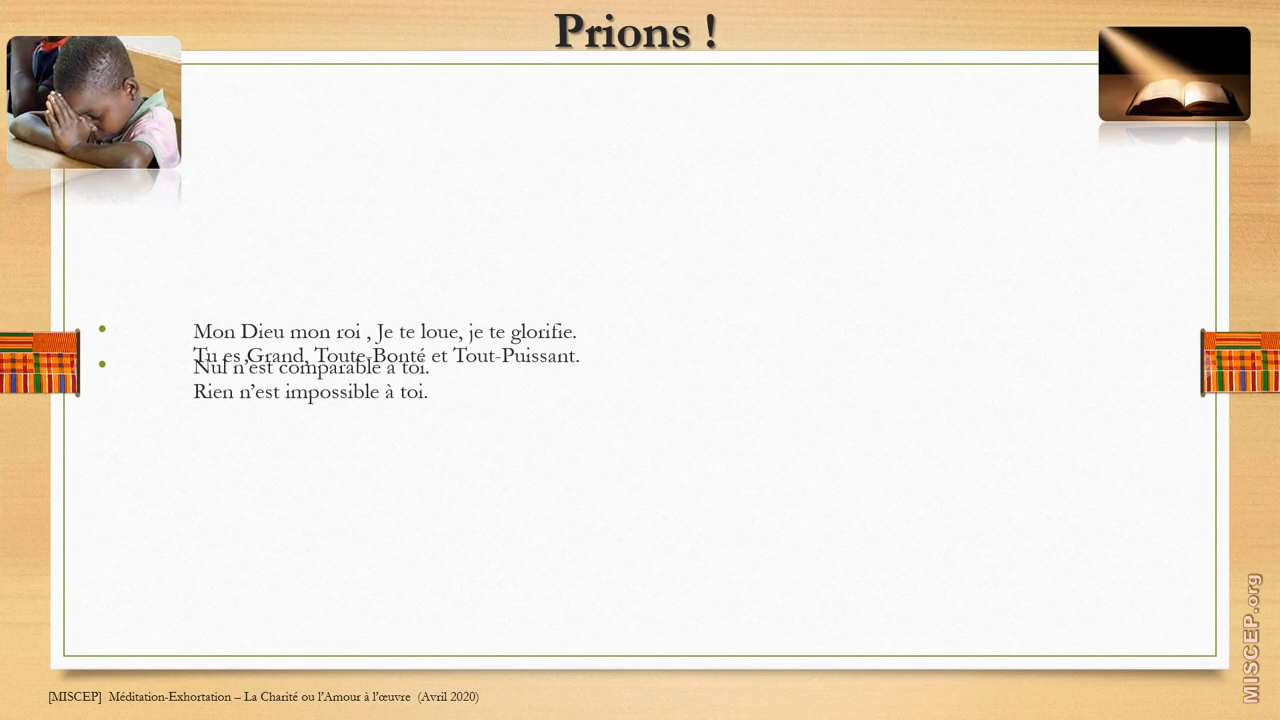 Prions !
• Mon Dieu mon roi , Je te loue, je te glorifie.
Tu es Grand, Toute-Bonté et Tout-Puissant.
• Nul n’est comparable à toi.
Rien n’est impossible à toi.
MISCEP.org
[MISCEP] Méditation-Exhortation – La Charité ou l’Amour à l’œuvre (Avril 2020)